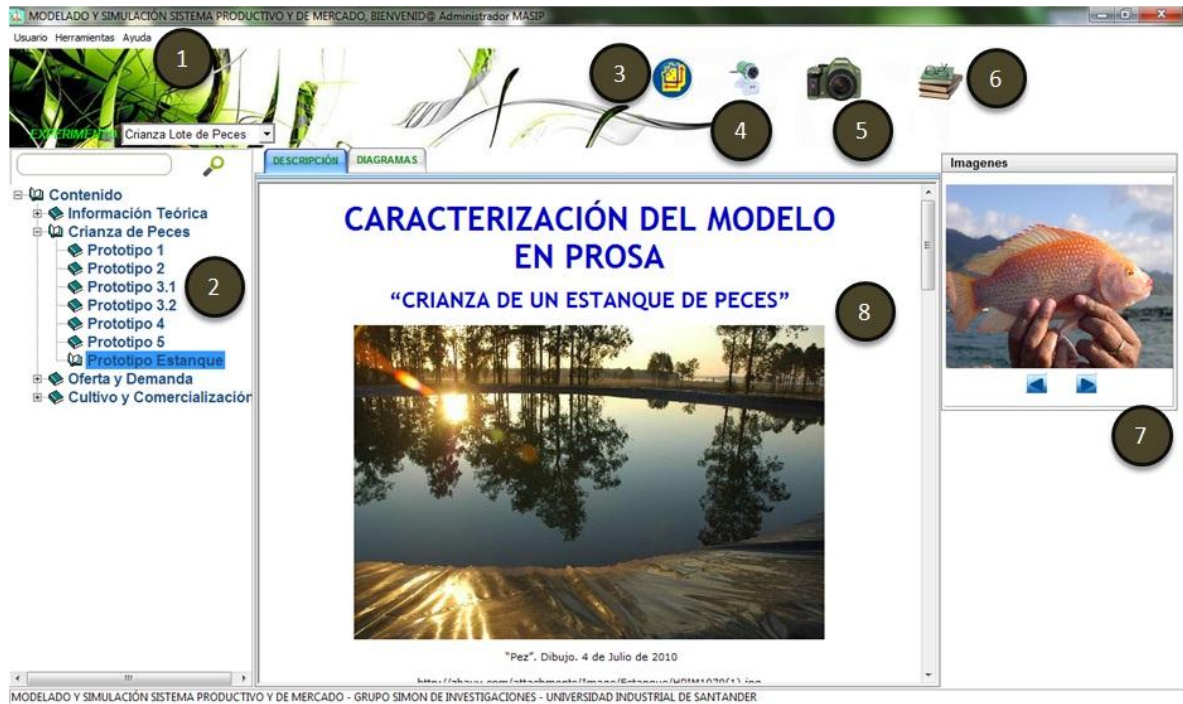 MODELADO Y SIMULACIÓN SISTEMA PRODUCTIVO Y DE MERCADO, BIENVENID@ Administrador MASIP
Usuario Herramientas Ayuda
1
3
4
5
6
EXPERIMENTO Crianza Lote de Peces
DESCRIPCIÓN DIAGRAMAS
Imagenes
Contenido
Información Teórica
Crianza de Peces
Prototipo 1
Prototipo 2
Prototipo 3.1
Prototipo 3.2
Prototipo 4
Prototipo 5
Prototipo Estanque
Oferta y Demanda
Cultivo y Comercialización
2
CARACTERIZACIÓN DEL MODELO
EN PROSA
“CRIANZA DE UN ESTANQUE DE PECES”
8
7
"Pez". Dibujo. 4 de Julio de 2010
MODELADO Y SIMULACIÓN SISTEMA PRODUCTIVO Y DE MERCADO - GRUPO SIMON DE INVESTIGACIONES - UNIVERSIDAD INDUSTRIAL DE SANTANDER